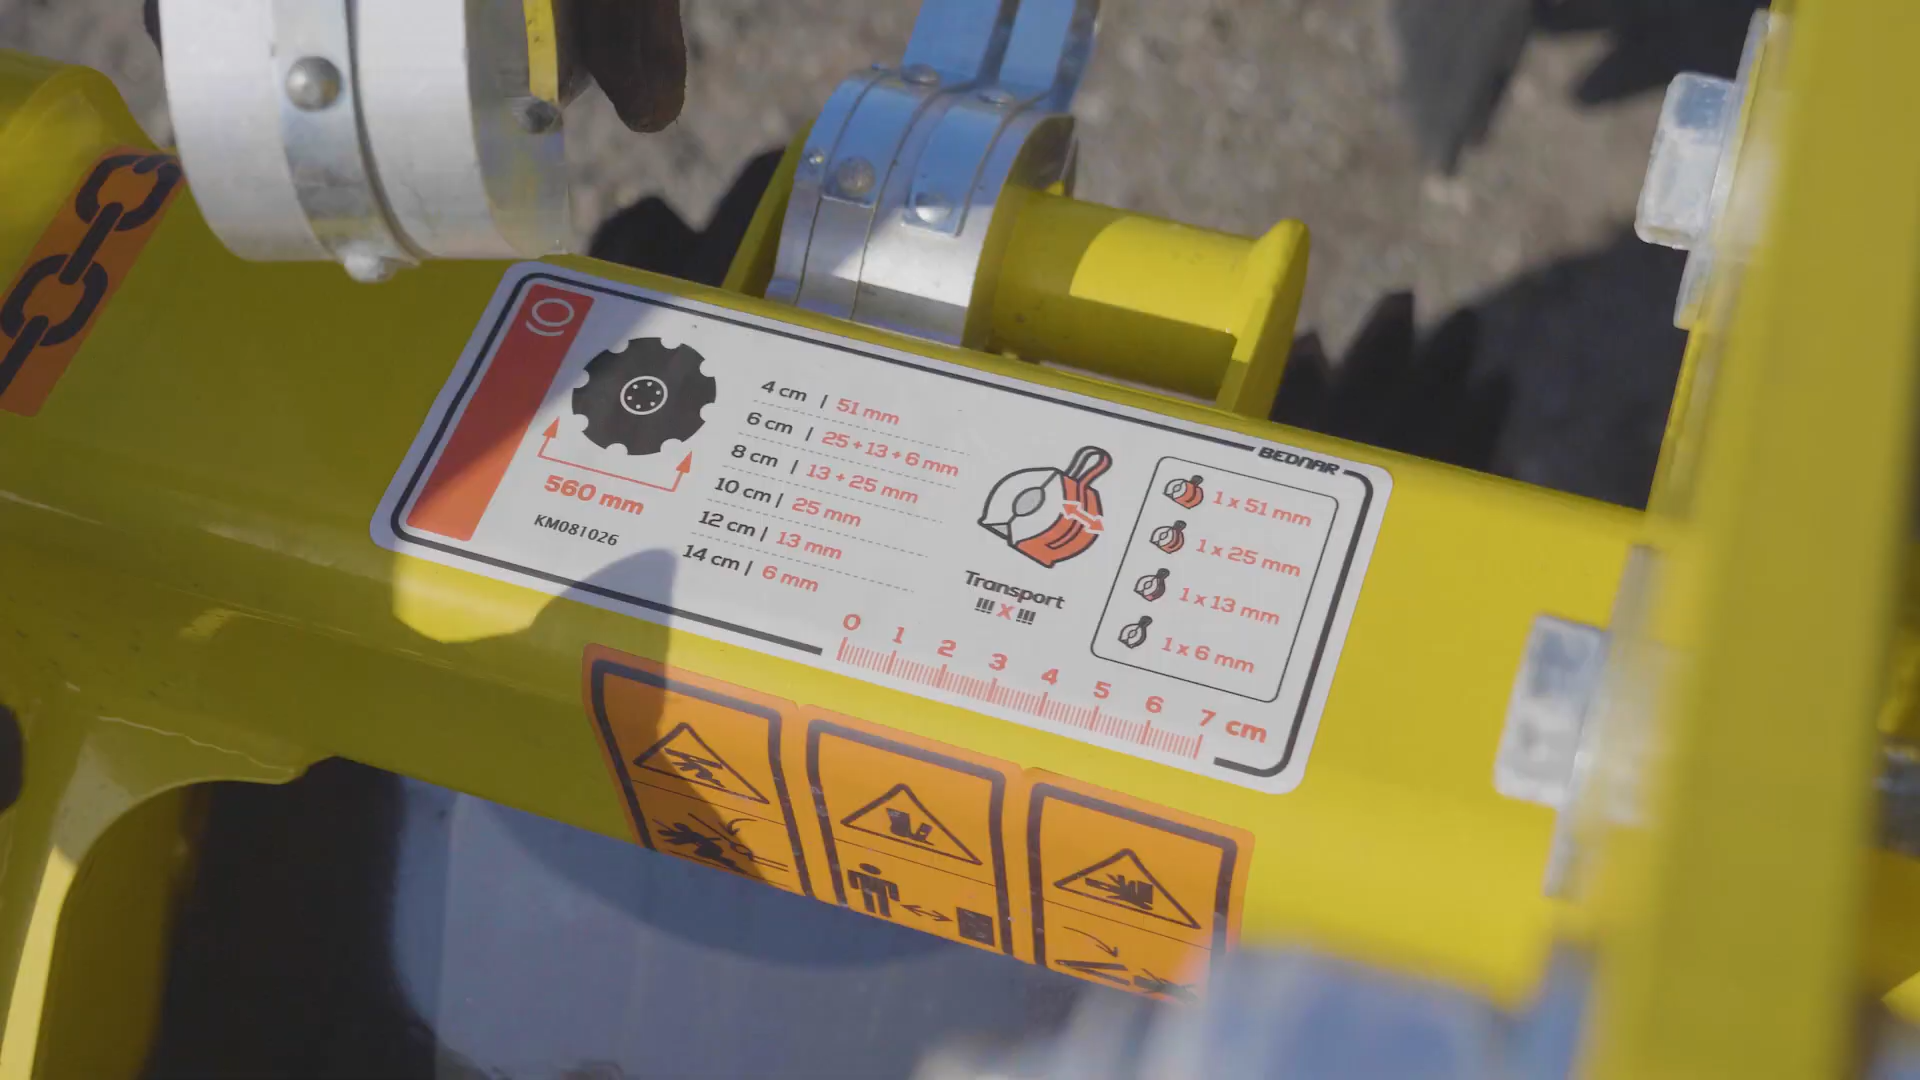 BEDNAR
560 mm
KM081026
4 cm | 51 mm
6 cm | 25 + 13 + 6 mm
8 cm | 13 + 25 mm
10 cm | 25 mm
12 cm | 13 mm
14 cm | 6 mm
Transport
!!! X !!!
1 x 51 mm
1 x 25 mm
1 x 13 mm
1 x 6 mm
0 1 2 3 4 5 6 7 cm